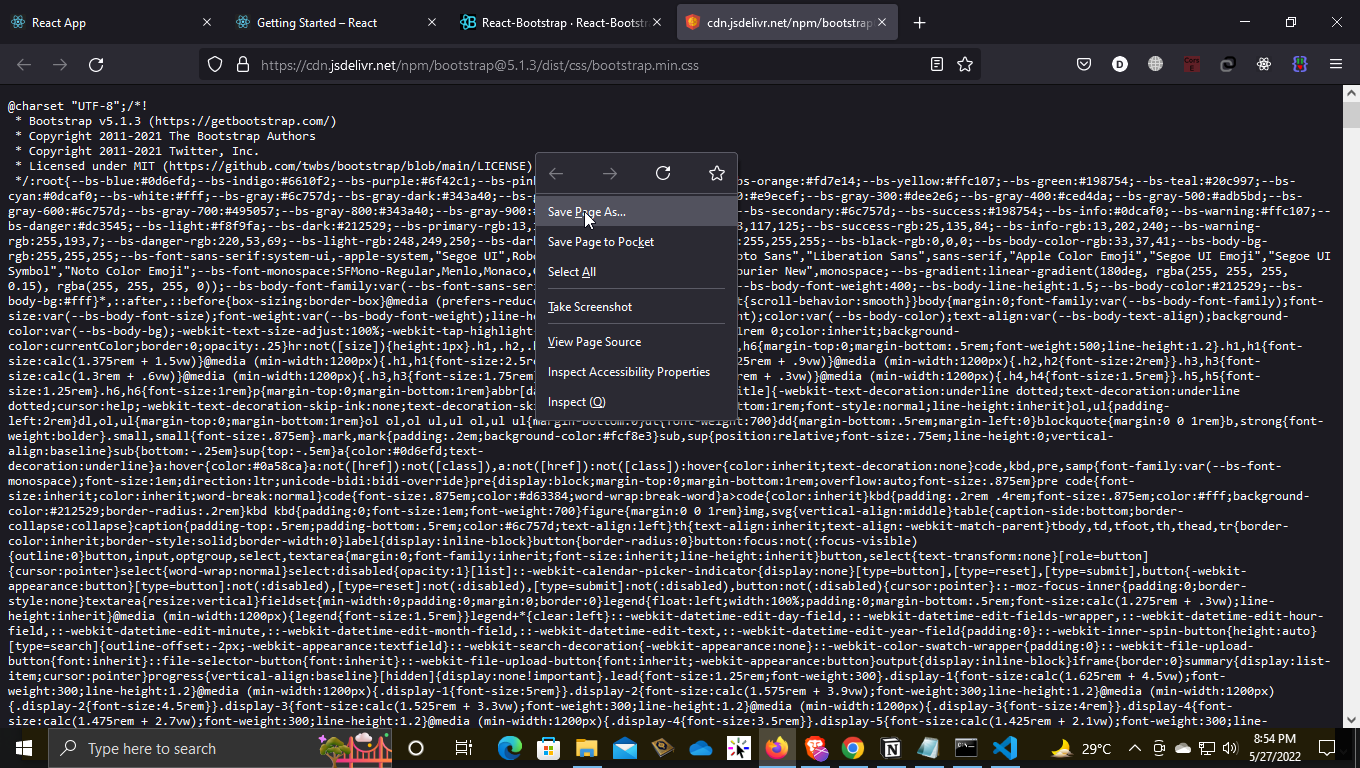 React App
Getting Started – React
React-Bootstrap · React-Bootstr
cdn.jsdelivr.net/npm/bootstrap
https://cdn.jsdelivr.net/npm/bootstrap@5.1.3/dist/css/bootstrap.min.css
@charset "UTF-8";/*!
* Bootstrap v5.1.3 (https://getbootstrap.com/)
* Copyright 2011-2021 The Bootstrap Authors
* Copyright 2011-2021 Twitter, Inc.
* Licensed under MIT (https://github.com/twbs/bootstrap/blob/main/LICENSE)
*/:root{--bs-blue:#0d6efd;--bs-indigo:#6610f2;--bs-purple:#6f42c1;--bs-pin bs-orange:#fd7e14;--bs-yellow:#ffc107;--bs-green:#198754;--bs-teal:#20c997;--bs-
cyan:#0dcaf0;--bs-white:#fff;--bs-gray:#6c757d;--bs-gray-dark:#343a40;--bs-gray :#e9ecef;--bs-gray-300:#dee2e6;--bs-gray-400:#ced4da;--bs-gray-500:#adb5bd;--bs-
gray-600:#6c757d;--bs-gray-700:#495057;--bs-gray-800:#343a40;--bs-gray-900: ;--bs-secondary:#6c757d;--bs-success:#198754;--bs-info:#0dcaf0;--bs-warning:#ffc107;--
bs-danger:#dc3545;--bs-light:#f8f9fa;--bs-dark:#212529;--bs-primary-rgb:13, 8,117,125;--bs-success-rgb:25,135,84;--bs-info-rgb:13,202,240;--bs-warning-
rgb:255,193,7;--bs-danger-rgb:220,53,69;--bs-light-rgb:248,249,250;--bs-dar 255,255,255;--bs-black-rgb:0,0,0;--bs-body-color-rgb:33,37,41;--bs-body-bg-
rgb:255,255,255;--bs-font-sans-serif:system-ui,-apple-system,"Segoe UI",Rob oto Sans","Liberation Sans",sans-serif,"Apple Color Emoji","Segoe UI Emoji","Segoe UI
Symbol","Noto Color Emoji";--bs-font-monospace:SFMono-Regular,Menlo,Monaco, ourier New",monospace;--bs-gradient:linear-gradient(180deg, rgba(255, 255, 255,
0.15), rgba(255, 255, 255, 0));--bs-body-font-family:var(--bs-font-sans-ser s-body-font-weight:400;--bs-body-line-height:1.5;--bs-body-color:#212529;--bs-
body-bg:#fff}*,::after,::before{box-sizing:border-box}@media (prefers-reduc t{scroll-behavior:smooth}}body{margin:0;font-family:var(--bs-body-font-family);font-
size:var(--bs-body-font-size);font-weight:var(--bs-body-font-weight);line-h );color:var(--bs-body-color);text-align:var(--bs-body-text-align);background-
color:var(--bs-body-bg);-webkit-text-size-adjust:100%;-webkit-tap-highlight 1rem 0;color:inherit;background-
color:currentColor;border:0;opacity:.25}hr:not([size]){height:1px}.h1,.h2,. h6{margin-top:0;margin-bottom:.5rem;font-weight:500;line-height:1.2}.h1,h1{font-
size:calc(1.375rem + 1.5vw)}@media (min-width:1200px){.h1,h1{font-size:2.5r 25rem + .9vw)}@media (min-width:1200px){.h2,h2{font-size:2rem}}.h3,h3{font-
size:calc(1.3rem + .6vw)}@media (min-width:1200px){.h3,h3{font-size:1.75rem em + .3vw)}@media (min-width:1200px){.h4,h4{font-size:1.5rem}}.h5,h5{font-
size:1.25rem}.h6,h6{font-size:1rem}p{margin-top:0;margin-bottom:1rem}abbr[d title]{-webkit-text-decoration:underline dotted;text-decoration:underline
dotted;cursor:help;-webkit-text-decoration-skip-ink:none;text-decoration-sk bottom:1rem;font-style:normal;line-height:inherit}ol,ul{padding-
left:2rem}dl,ol,ul{margin-top:0;margin-bottom:1rem}ol ol,ol ul,ul ol,ul ul{margin-bottom:0}dt{font-weight:700}dd{margin-bottom:.5rem;margin-left:0}blockquote{margin:0 0 1rem}b,strong{font-
weight:bolder}.small,small{font-size:.875em}.mark,mark{padding:.2em;background-color:#fcf8e3}sub,sup{position:relative;font-size:.75em;line-height:0;vertical-
align:baseline}sub{bottom:-.25em}sup{top:-.5em}a{color:#0d6efd;text-
decoration:underline}a:hover{color:#0a58ca}a:not([href]):not([class]),a:not([href]):not([class]):hover{color:inherit;text-decoration:none}code,kbd,pre,samp{font-family:var(--bs-font-
monospace);font-size:1em;direction:ltr;unicode-bidi:bidi-override}pre{display:block;margin-top:0;margin-bottom:1rem;overflow:auto;font-size:.875em}pre code{font-
size:inherit;color:inherit;word-break:normal}code{font-size:.875em;color:#d63384;word-wrap:break-word}a>code{color:inherit}kbd{padding:.2rem .4rem;font-size:.875em;color:#fff;background-
color:#212529;border-radius:.2rem}kbd kbd{padding:0;font-size:1em;font-weight:700}figure{margin:0 0 1rem}img,svg{vertical-align:middle}table{caption-side:bottom;border-
collapse:collapse}caption{padding-top:.5rem;padding-bottom:.5rem;color:#6c757d;text-align:left}th{text-align:inherit;text-align:-webkit-match-parent}tbody,td,tfoot,th,thead,tr{border-
color:inherit;border-style:solid;border-width:0}label{display:inline-block}button{border-radius:0}button:focus:not(:focus-visible)
{outline:0}button,input,optgroup,select,textarea{margin:0;font-family:inherit;font-size:inherit;line-height:inherit}button,select{text-transform:none}[role=button]
{cursor:pointer}select{word-wrap:normal}select:disabled{opacity:1}[list]::-webkit-calendar-picker-indicator{display:none}[type=button],[type=reset],[type=submit],button{-webkit-
appearance:button}[type=button]:not(:disabled),[type=reset]:not(:disabled),[type=submit]:not(:disabled),button:not(:disabled){cursor:pointer}::-moz-focus-inner{padding:0;border-
style:none}textarea{resize:vertical}fieldset{min-width:0;padding:0;margin:0;border:0}legend{float:left;width:100%;padding:0;margin-bottom:.5rem;font-size:calc(1.275rem + .3vw);line-
height:inherit}@media (min-width:1200px){legend{font-size:1.5rem}}legend+*{clear:left}::-webkit-datetime-edit-day-field,::-webkit-datetime-edit-fields-wrapper,::-webkit-datetime-edit-hour-
field,::-webkit-datetime-edit-minute,::-webkit-datetime-edit-month-field,::-webkit-datetime-edit-text,::-webkit-datetime-edit-year-field{padding:0}::-webkit-inner-spin-button{height:auto}
[type=search]{outline-offset:-2px;-webkit-appearance:textfield}::-webkit-search-decoration{-webkit-appearance:none}::-webkit-color-swatch-wrapper{padding:0}::-webkit-file-upload-
button{font:inherit}::file-selector-button{font:inherit}::-webkit-file-upload-button{font:inherit;-webkit-appearance:button}output{display:inline-block}iframe{border:0}summary{display:list-
item;cursor:pointer}progress{vertical-align:baseline}[hidden]{display:none!important}.lead{font-size:1.25rem;font-weight:300}.display-1{font-size:calc(1.625rem + 4.5vw);font-
weight:300;line-height:1.2}@media (min-width:1200px){.display-1{font-size:5rem}}.display-2{font-size:calc(1.575rem + 3.9vw);font-weight:300;line-height:1.2}@media (min-width:1200px)
{.display-2{font-size:4.5rem}}.display-3{font-size:calc(1.525rem + 3.3vw);font-weight:300;line-height:1.2}@media (min-width:1200px){.display-3{font-size:4rem}}.display-4{font-
size:calc(1.475rem + 2.7vw);font-weight:300;line-height:1.2}@media (min-width:1200px){.display-4{font-size:3.5rem}}.display-5{font-size:calc(1.425rem + 2.1vw);font-weight:300;line-
Save Page As...
Save Page to Pocket
Select All
Take Screenshot
View Page Source
Inspect Accessibility Properties
Inspect (Q)
Type here to search
29°C
8:54 PM
5/27/2022